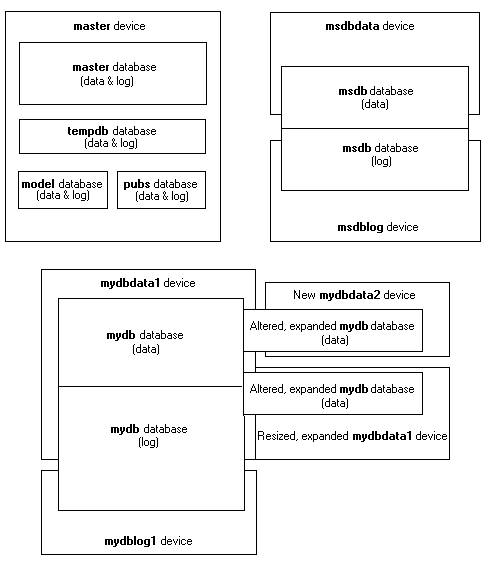 master device
master database
(data & log)
tempdb database
(data & log)
model database
(data & log)
pubs database
(data & log)
msdbdata device
msdb database
(data)
msdb database
(log)
msdblog device
mydbdata1 device
mydb database
(data)
mydb database
(log)
mydblog1 device
New mydbdata2 device
Altered, expanded mydb database
(data)
Altered, expanded mydb database
(data)
Resized, expanded mydbdata1 device